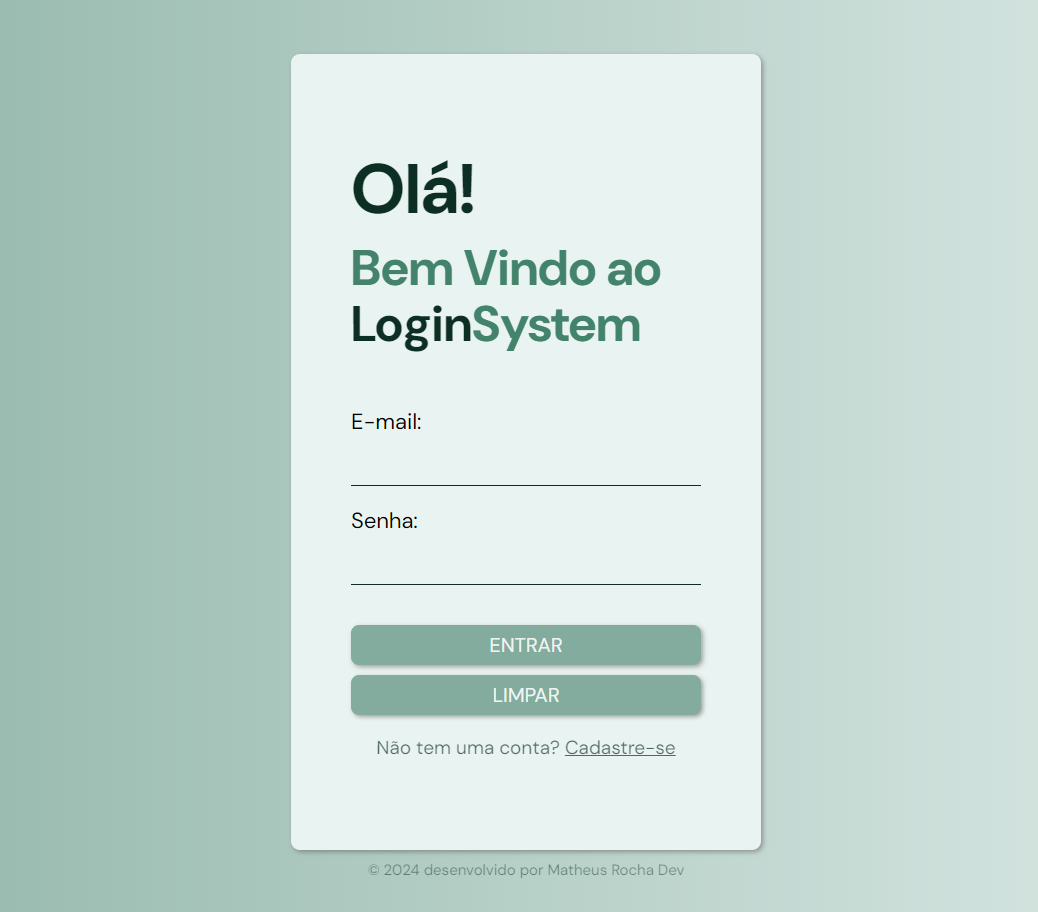 Olá!
Bem Vindo ao
LoginSystem
E-mail:
Senha:
ENTRAR
LIMPAR
Não tem uma conta? Cadastre-se
© 2024 desenvolvido por Matheus Rocha Dev